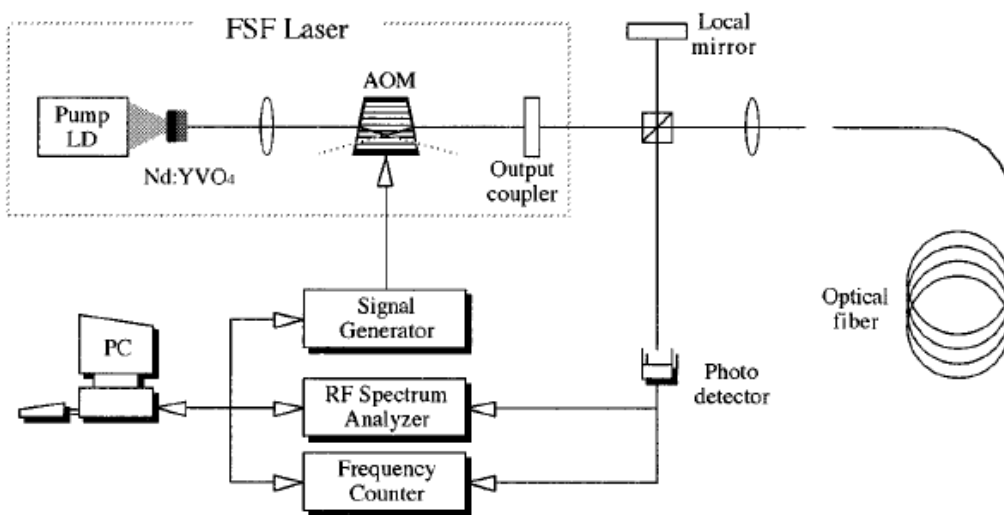 FSF Laser
Local
mirror
AOM
Pump
LD
Nd:YVO₄
Output
coupler
Optical
fiber
Signal
Generator
PC
Photo
detector
RF Spectrum
Analyzer
Frequency
Counter